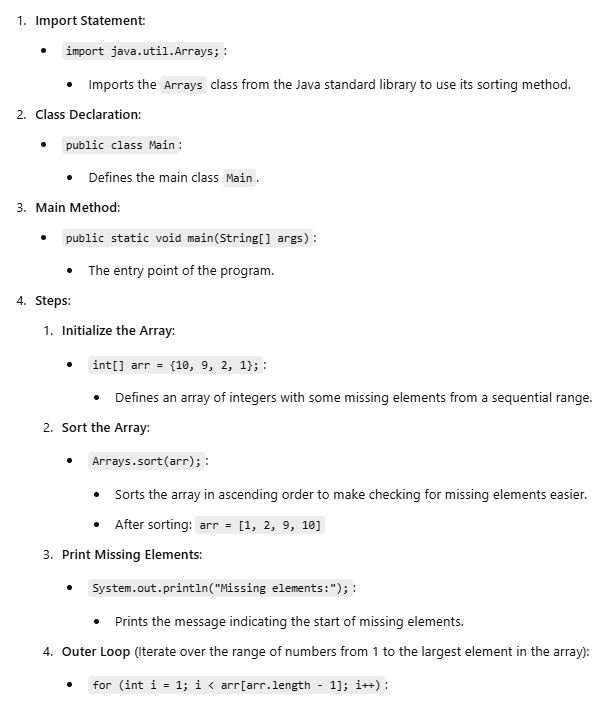 1. Import Statement:
• import java.util.Arrays; :
• Imports the Arrays class from the Java standard library to use its sorting method.
2. Class Declaration:
• public class Main :
• Defines the main class Main .
3. Main Method:
• public static void main(String[] args) :
• The entry point of the program.
4. Steps:
1. Initialize the Array:
• int[] arr = {10, 9, 2, 1}; :
• Defines an array of integers with some missing elements from a sequential range.
2. Sort the Array:
• Arrays.sort(arr); :
• Sorts the array in ascending order to make checking for missing elements easier.
• After sorting: arr = [1, 2, 9, 10]
3. Print Missing Elements:
• System.out.println("Missing elements:"); :
• Prints the message indicating the start of missing elements.
4. Outer Loop (Iterate over the range of numbers from 1 to the largest element in the array):
• for (int i = 1; i < arr[arr.length - 1]; i++) :